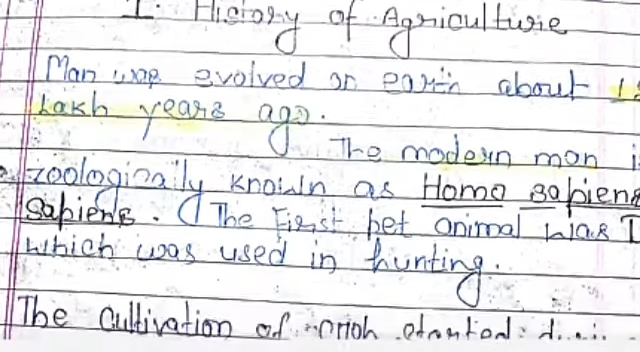 I. History of Agriculture
Man was evolved on earth about
Lakh years ago.
The modern man
zoologically known as Homo sapiens
sapiens. The First pet animal was
which was used in hunting.
The cultivation of started